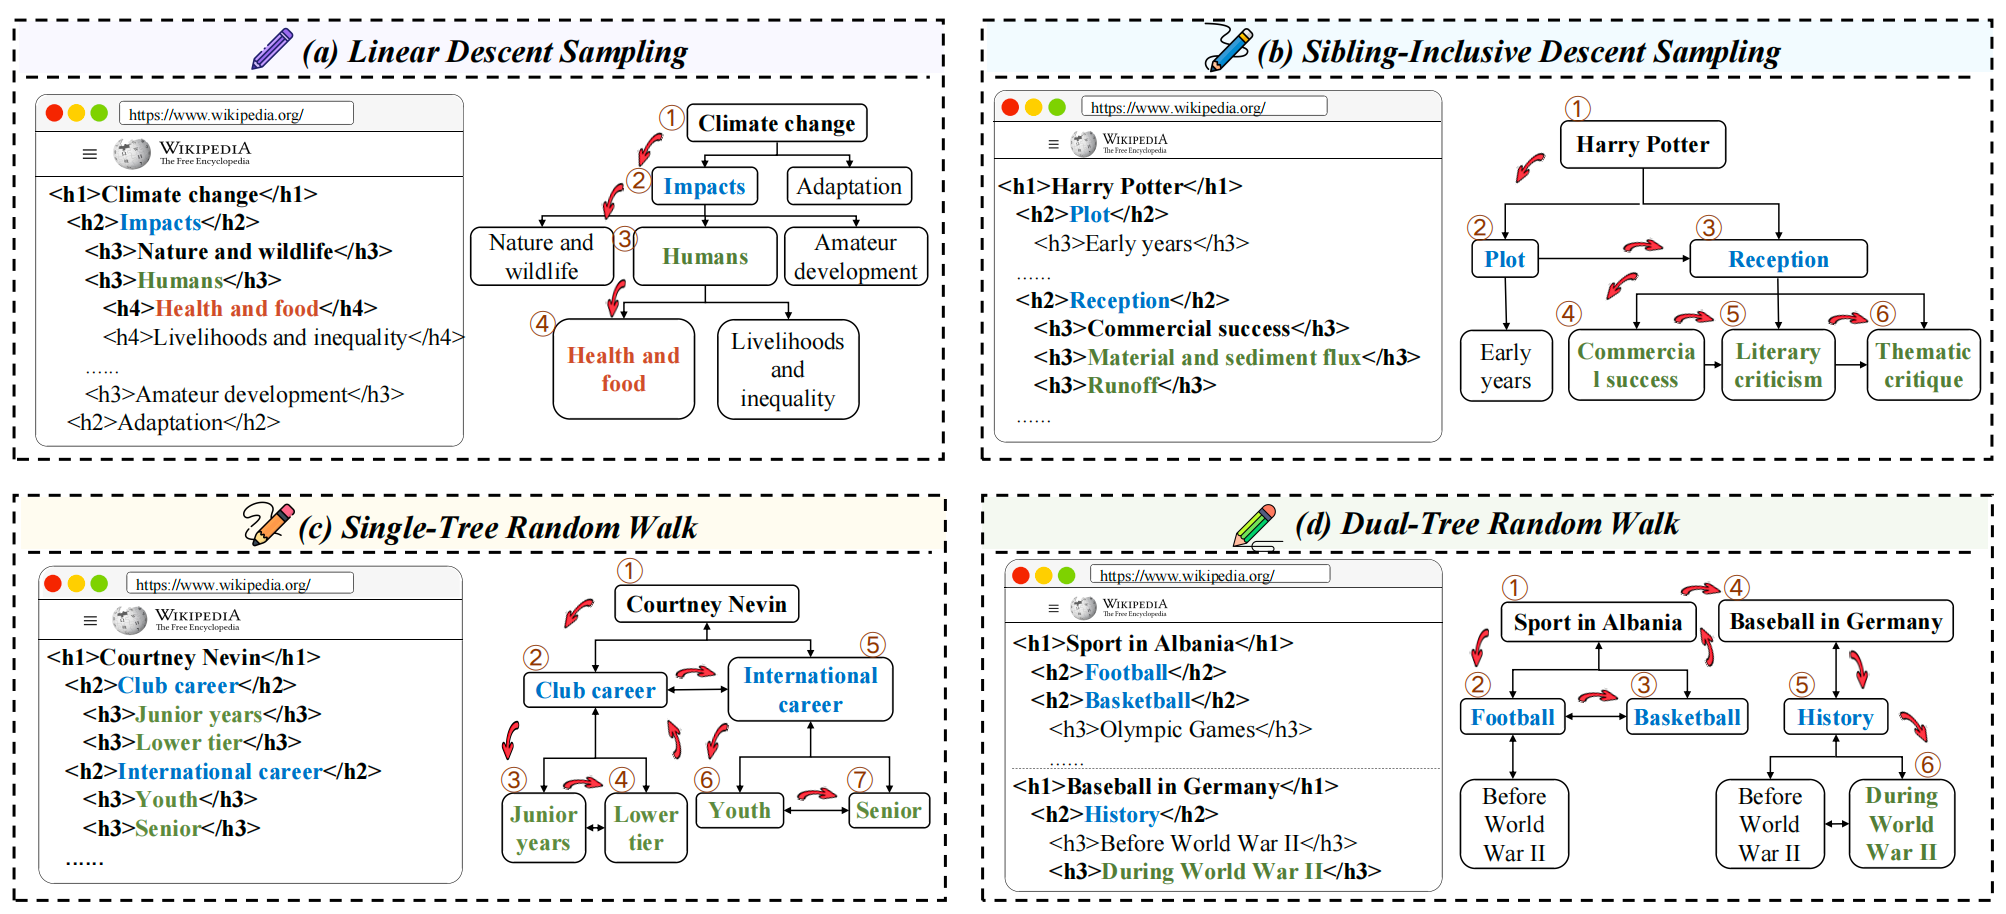 (a) Linear Descent Sampling
https://www.wikipedia.org/
WIKIPEDIA
The Free Encyclopedia
<h1>Climate change</h1>
<h2>Impacts</h2>
<h3>Nature and wildlife</h3>
<h3>Humans</h3>
<h4>Health and food</h4>
<h4>Livelihoods and inequality</h4>
......
<h3>Amateur development</h3>
<h2>Adaptation</h2>
①
Climate change
②
Impacts
Adaptation
Nature and
wildlife
③
Humans
Amateur
development
④
Health and
food
Livelihoods
and
inequality
(b) Sibling-Inclusive Descent Sampling
https://www.wikipedia.org/
WIKIPEDIA
The Free Encyclopedia
<h1>Harry Potter</h1>
<h2>Plot</h2>
<h3>Early years</h3>
......
<h2>Reception</h2>
<h3>Commercial success</h3>
<h3>Material and sediment flux</h3>
<h3>Runoff</h3>
......
①
Harry Potter
②
Plot
③
Reception
Early
years
④
Commercia
l success
⑤
Literary
criticism
⑥
Thematic
critique
(c) Single-Tree Random Walk
https://www.wikipedia.org/
WIKIPEDIA
The Free Encyclopedia
<h1>Courtney Nevin</h1>
<h2>Club career</h2>
<h3>Junior years</h3>
<h3>Lower tier</h3>
<h2>International career</h2>
<h3>Youth</h3>
<h3>Senior</h3>
......
①
Courtney Nevin
②
Club career
⑤
International
career
③
Junior
years
④
Lower
tier
⑥
Youth
⑦
Senior
(d) Dual-Tree Random Walk
https://www.wikipedia.org/
WIKIPEDIA
The Free Encyclopedia
<h1>Sport in Albania</h1>
<h2>Football</h2>
<h2>Basketball</h2>
<h3>Olympic Games</h3>
......
<h1>Baseball in Germany</h1>
<h2>History</h2>
<h3>Before World War II</h3>
<h3>During World War II</h3>
①
Sport in Albania
④
Baseball in Germany
②
Football
③
Basketball
⑤
History
Before
World
War II
Before
World
War II
⑥
During
World
War II